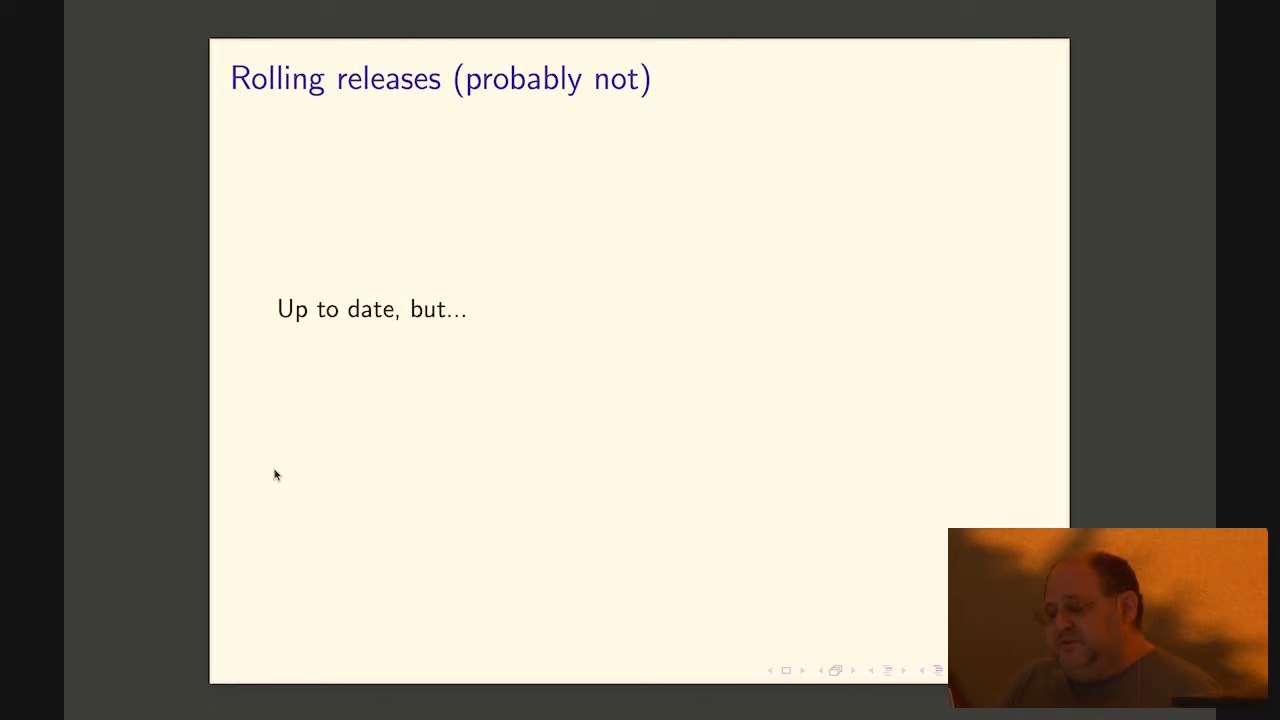 Rolling releases (probably not)
Up to date, but...